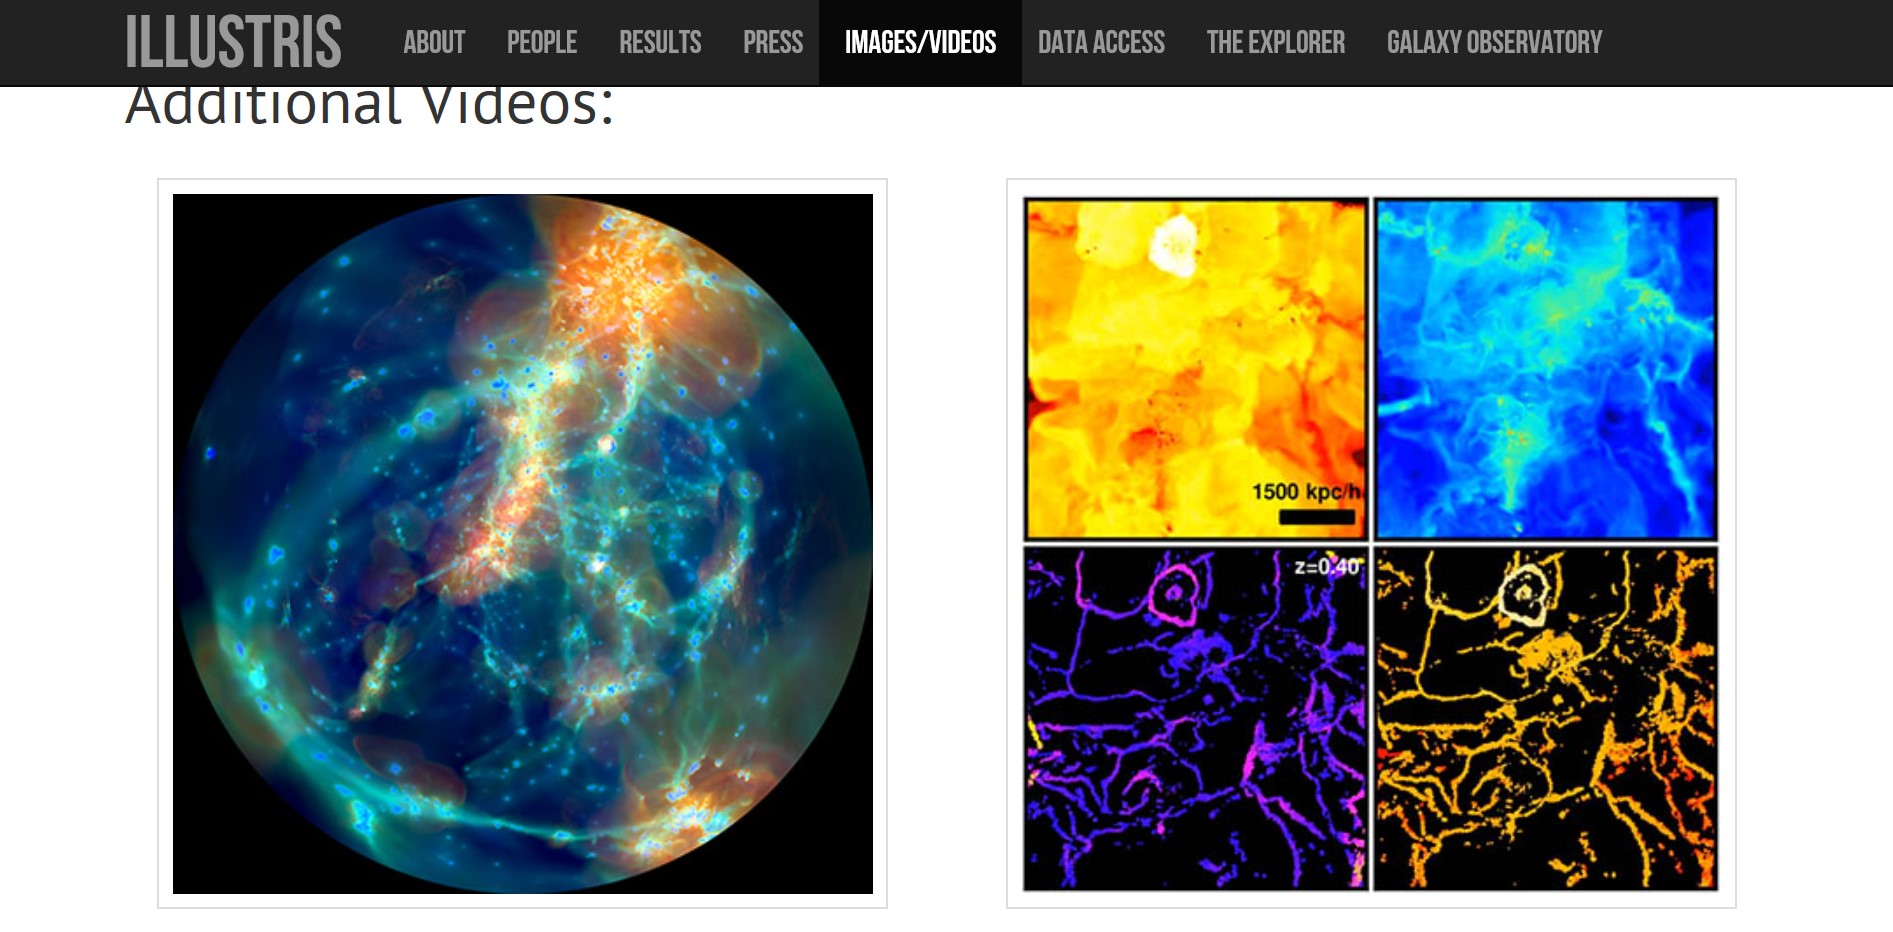 ILLUSTRIS ABOUT PEOPLE RESULTS PRESS IMAGES/VIDEOS DATA ACCESS THE EXPLORER GALAXY OBSERVATORY
Additional Videos:
1500 kpc/h
z=0.40